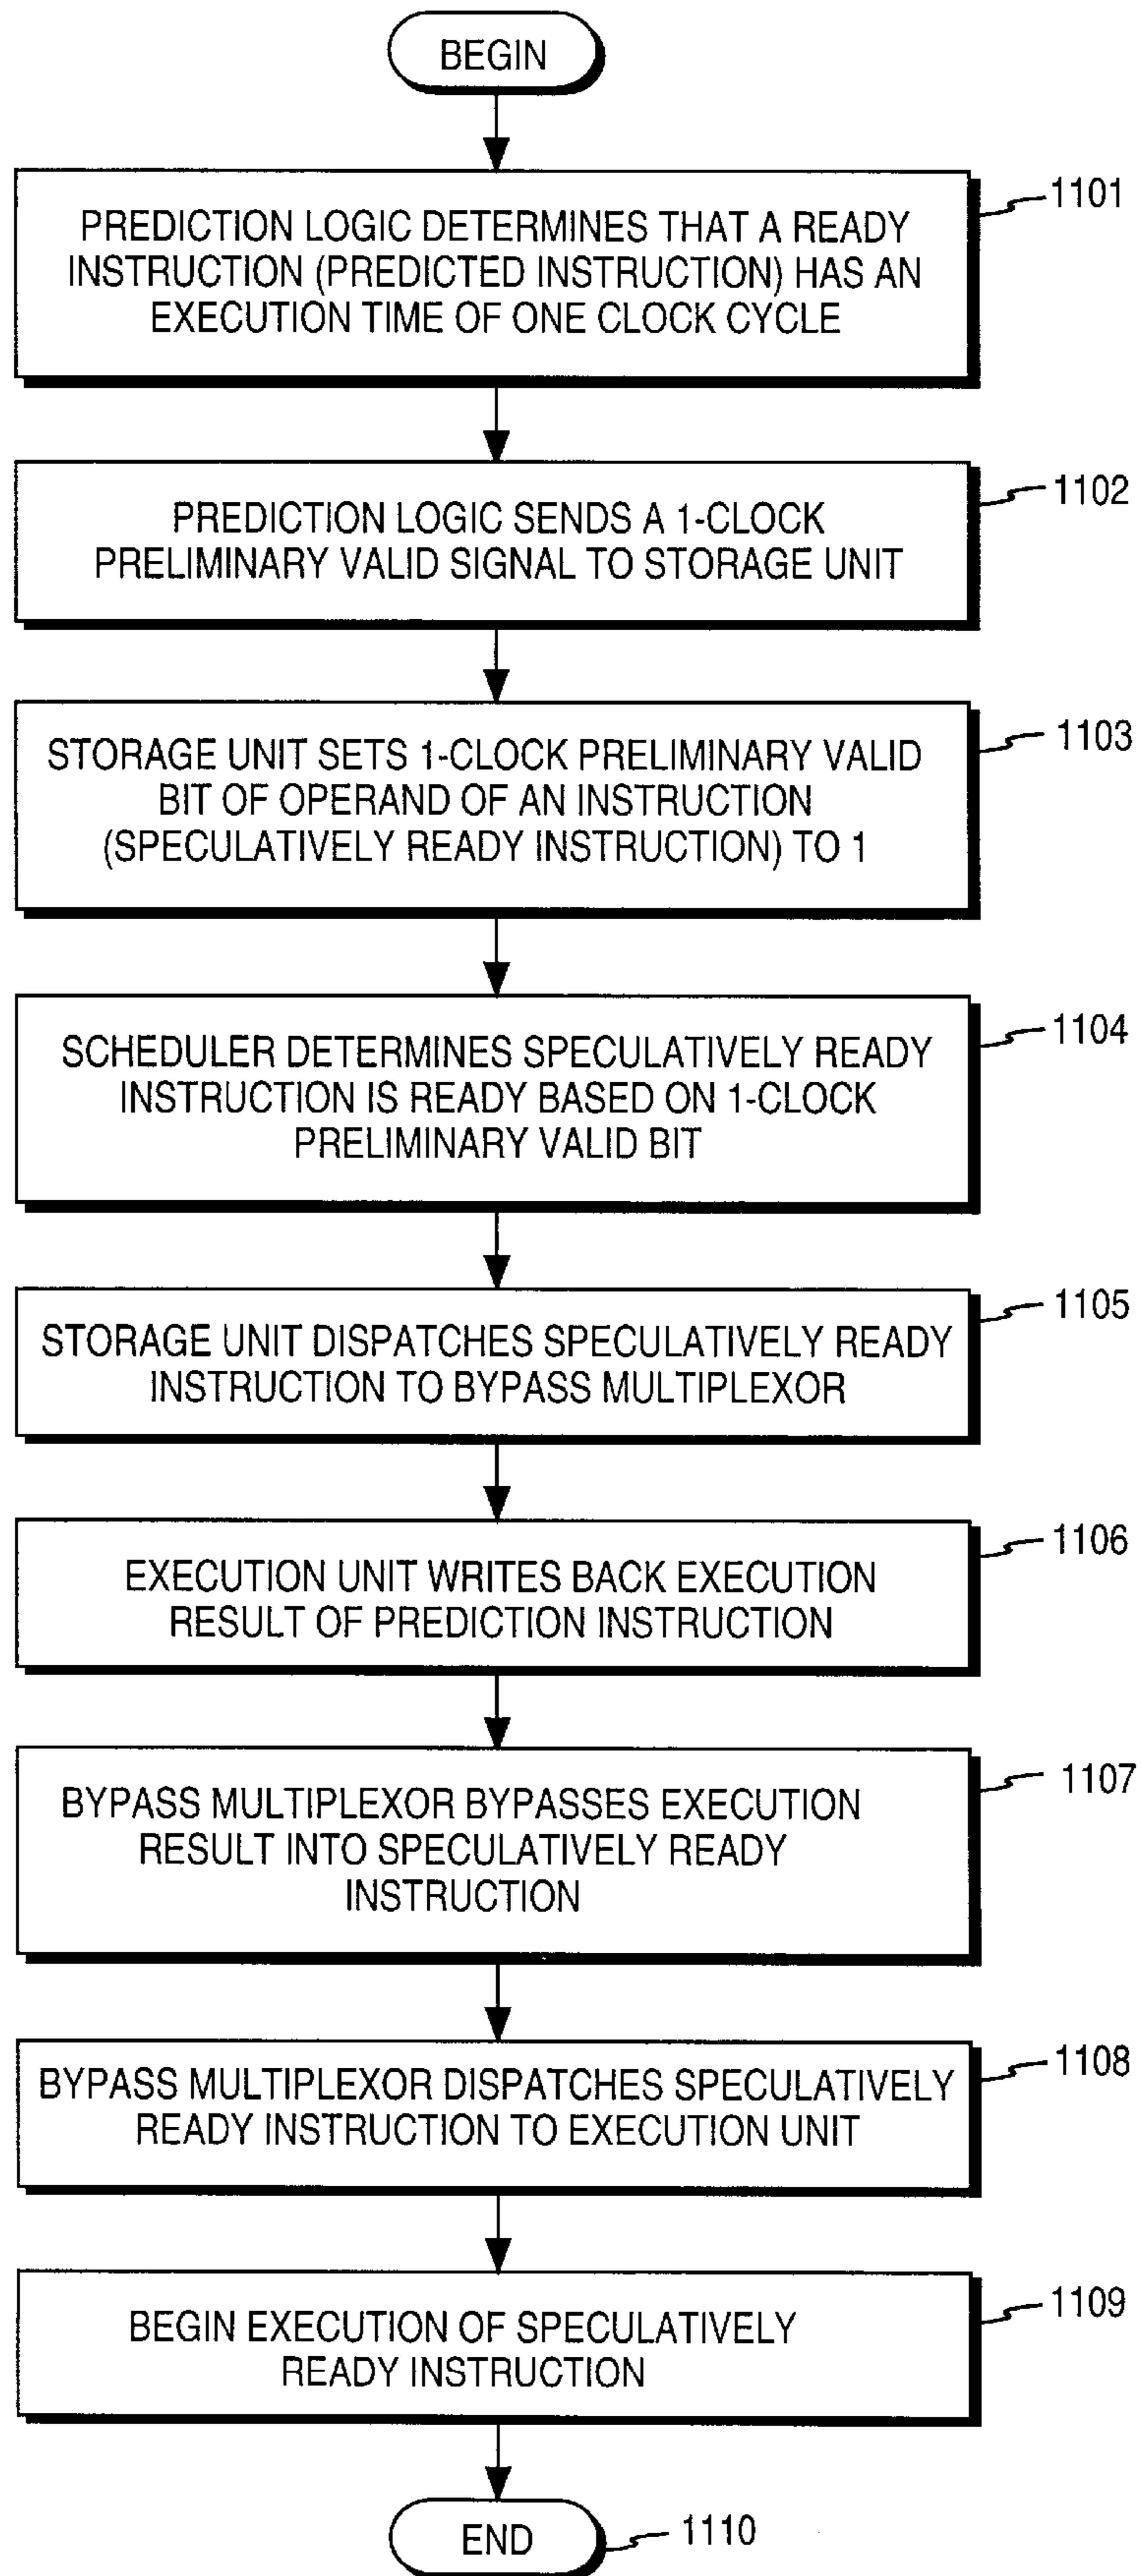 BEGIN
1101
PREDICTION LOGIC DETERMINES THAT A READY
INSTRUCTION (PREDICTED INSTRUCTION) HAS AN
EXECUTION TIME OF ONE CLOCK CYCLE
1102
PREDICTION LOGIC SENDS A 1-CLOCK
PRELIMINARY VALID SIGNAL TO STORAGE UNIT
1103
STORAGE UNIT SETS 1-CLOCK PRELIMINARY VALID
BIT OF OPERAND OF AN INSTRUCTION
(SPECULATIVELY READY INSTRUCTION) TO 1
1104
SCHEDULER DETERMINES SPECULATIVELY READY
INSTRUCTION IS READY BASED ON 1-CLOCK
PRELIMINARY VALID BIT
1105
STORAGE UNIT DISPATCHES SPECULATIVELY READY
INSTRUCTION TO BYPASS MULTIPLEXOR
1106
EXECUTION UNIT WRITES BACK EXECUTION
RESULT OF PREDICTION INSTRUCTION
1107
BYPASS MULTIPLEXOR BYPASSES EXECUTION
RESULT INTO SPECULATIVELY READY
INSTRUCTION
1108
BYPASS MULTIPLEXOR DISPATCHES SPECULATIVELY
READY INSTRUCTION TO EXECUTION UNIT
1109
BEGIN EXECUTION OF SPECULATIVELY
READY INSTRUCTION
END
1110